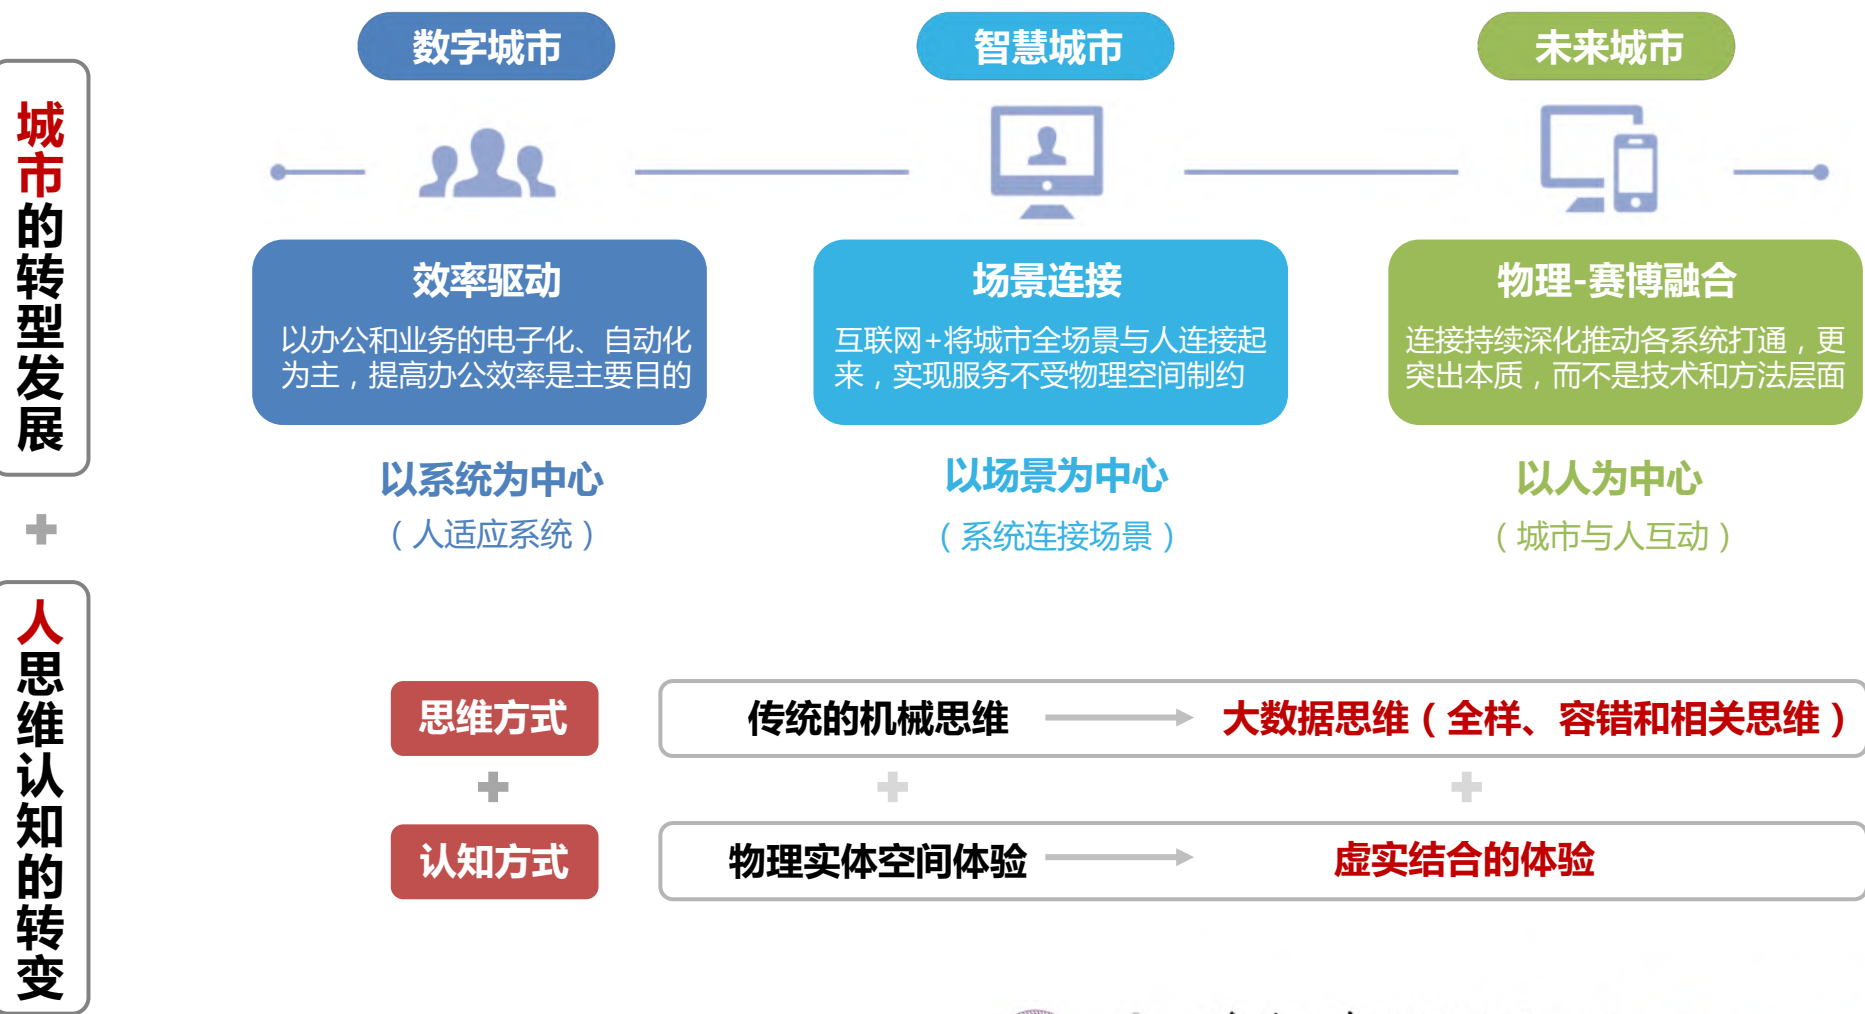 数字城市
智慧城市
未来城市
城市的转型发展
效率驱动
以办公和业务的电子化、自动化
为主，提高办公效率是主要目的
场景连接
互联网+将城市全场景与人连接起
来，实现服务不受物理空间制约
物理-赛博融合
连接持续深化推动各系统打通，更
突出本质，而不是技术和方法层面
以系统为中心
（人适应系统）
以场景为中心
（系统连接场景）
以人为中心
（城市与人互动）
人思维认知的转变
思维方式
传统的机械思维
大数据思维（全样、容错和相关思维）
认知方式
物理实体空间体验
虚实结合的体验